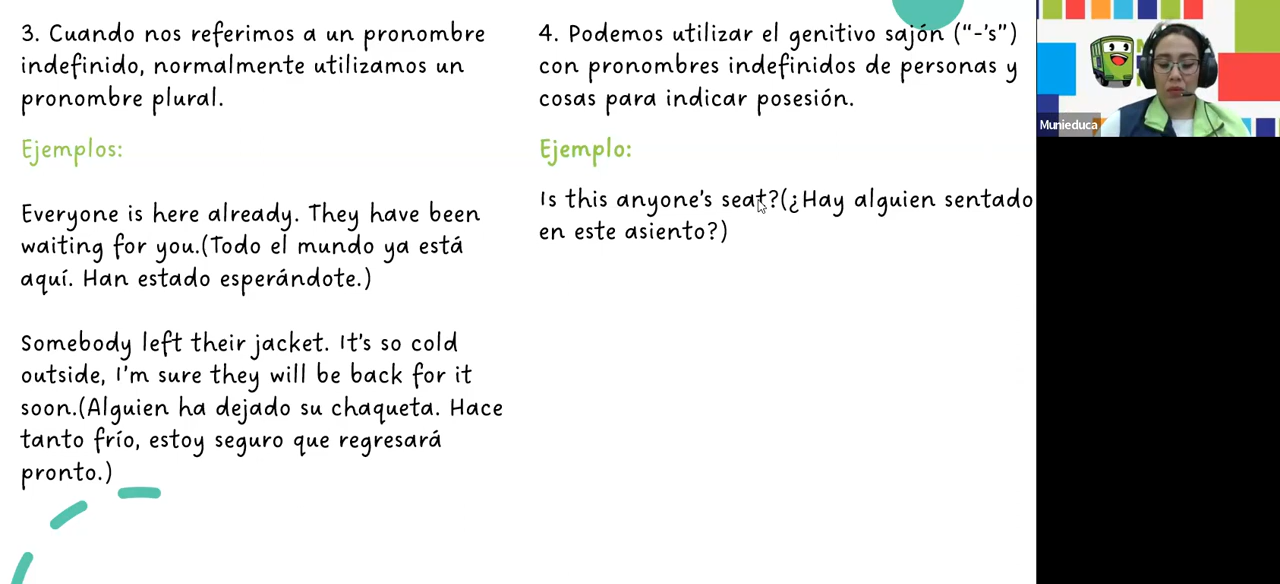 3. Cuando nos referimos a un pronombre
indefinido, normalmente utilizamos un
pronombre plural.
Ejemplos:
Everyone is here already. They have been
waiting for you.(Todo el mundo ya está
aquí. Han estado esperándote.)
Somebody left their jacket. It's so cold
outside, I'm sure they will be back for it
soon.(Alguien ha dejado su chaqueta. Hace
tanto frío, estoy seguro que regresará
pronto.)
4. Podemos utilizar el genitivo sajón ("-'s")
con pronombres indefinidos de personas y
cosas para indicar posesión.
Ejemplo:
Is this anyone's seat?(¿Hay alguien sentado
en este asiento?)
Munieduca